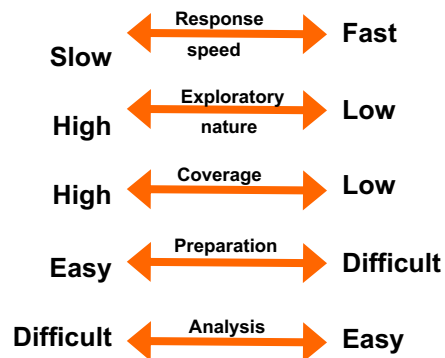 Response
speed
Slow
Fast
Exploratory
nature
High
Low
Coverage
High
Low
Preparation
Easy
Difficult
Analysis
Difficult
Easy